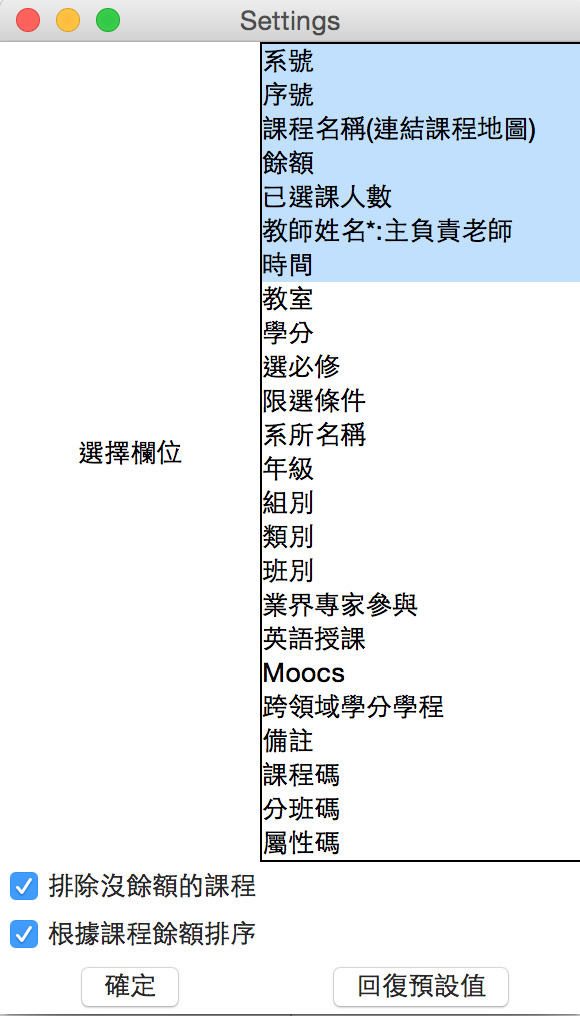 Settings
系號
序號
課程名稱(連結課程地圖)
餘額
已選課人數
教師姓名*:主負責老師
時間
教室
學分
選必修
限選條件
系所名稱
選擇欄位
年級
組別
類別
班別
業界專家參與
英語授課
Moocs
跨領域學分學程
備註
課程碼
分班碼
屬性碼
排除沒餘額的課程
根據課程餘額排序
確定
回復預設值